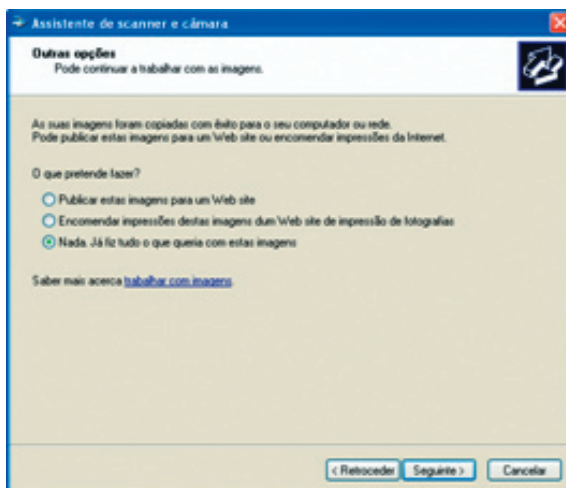 Assistente de scanner e câmara
Outras opções
Pode continuar a trabalhar com as imagens.
As suas imagens foram copiadas com êxito para o seu computador ou rede.
Pode publicar estas imagens para um Web site ou encomendar impressões da Internet.
O que pretende fazer?
Publicar estas imagens para um Web site
Encomendar impressões destas imagens dum Web site de impressão de fotografias
Nada. Já fiz tudo o que queria com estas imagens
Saber mais acerca trabalhar com imagens.
< Retroceder
Seguinte >
Cancelar